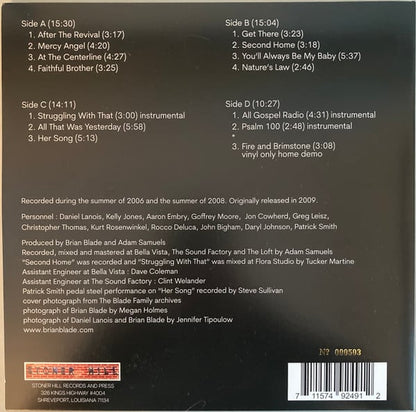 Side A (15:30)
1. After The Revival (3:17)
2. Mercy Angel (4:20)
3. At The Centerline (4:27)
4. Faithful Brother (3:25)
Side B (15:04)
1. Get There (3:23)
2. Second Home (3:18)
3. You'll Always Be My Baby (5:37)
4. Nature's Law (2:46)
Side C (14:11)
1. Struggling With That (3:00) instrumental
2. All That Was Yesterday (5:58)
3. Her Song (5:13)
Side D (10:27)
1. All Gospel Radio (4:31) instrumental
2. Psalm 100 (2:48) instrumental
*
3. Fire and Brimstone (3:08)
vinyl only home demo
Recorded during the summer of 2006 and the summer of 2008. Originally released in 2009.
Personnel : Daniel Lanois, Kelly Jones, Aaron Embry, Goffrey Moore, Jon Cowherd, Greg Leisz,
Christopher Thomas, Kurt Rosenwinkel, Rocco Deluca, John Bigham, Daryl Johnson, Patrick Smith
Produced by Brian Blade and Adam Samuels
Recorded, mixed and mastered at Bella Vista, The Sound Factory and The Loft by Adam Samuels
"Second Home" was recorded and "Struggling With That" was mixed at Flora Studio by Tucker Martine
Assistant Engineer at Bella Vista : Dave Coleman
Assistant Engineer at The Sound Factory : Clint Welander
Patrick Smith pedal steel performance on "Her Song" recorded by Steve Sullivan
cover photograph from The Blade Family archives
photograph of Brian Blade by Megan Holmes
photograph of Daniel Lanois and Brian Blade by Jennifer Tipoulow
www.brianblade.com
Nº 000503
STONER HILL
STONER HILL RECORDS AND PRESS
326 KINGS HIGHWAY #4004
SHREVEPORT, LOUISIANA 71134
7 11574 92491 2